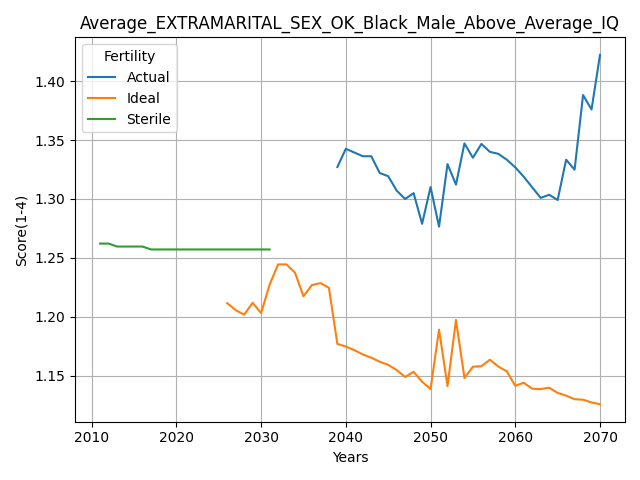 Average_EXTRAMARITAL_SEX_OK_Black_Male_Above_Average_IQ
Fertility
Actual
Ideal
Sterile
Score(1-4)
1.40
1.35
1.30
1.25
1.20
1.15
2010 2020 2030 2040 2050 2060 2070
Years